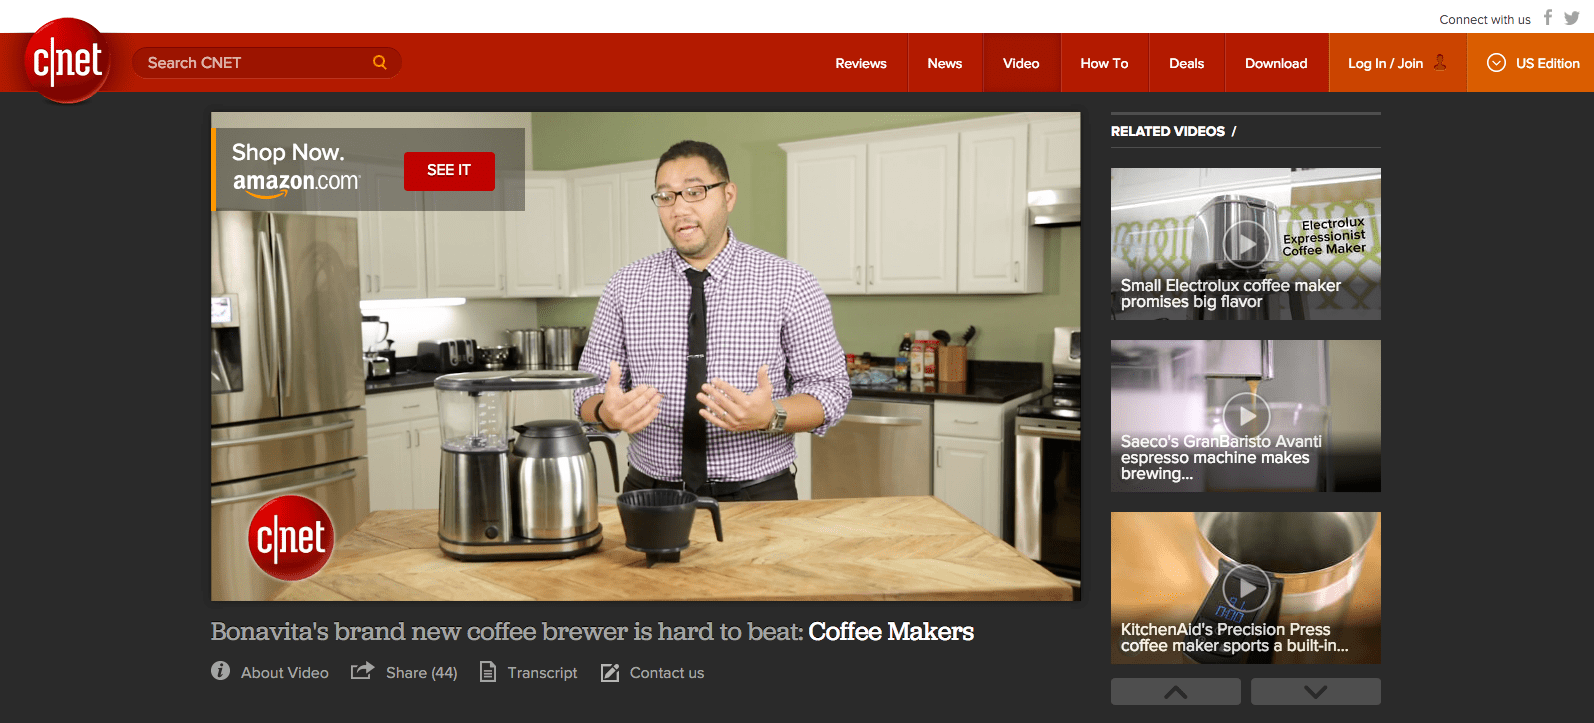 Connect with us
c|net
Search CNET
Reviews
News
Video
How To
Deals
Download
Log In / Join
US Edition
Shop Now.
amazon.com
SEE IT
c|net
Bonavita's brand new coffee brewer is hard to beat: Coffee Makers
About Video
Share (44)
Transcript
Contact us
RELATED VIDEOS /
Electrolux
Expressionist
Coffee Maker
Small Electrolux coffee maker
promises big flavor
Saeco's GranBaristo Avanti
espresso machine makes
brewing...
KitchenAid's Precision Press
coffee maker sports a built-in...